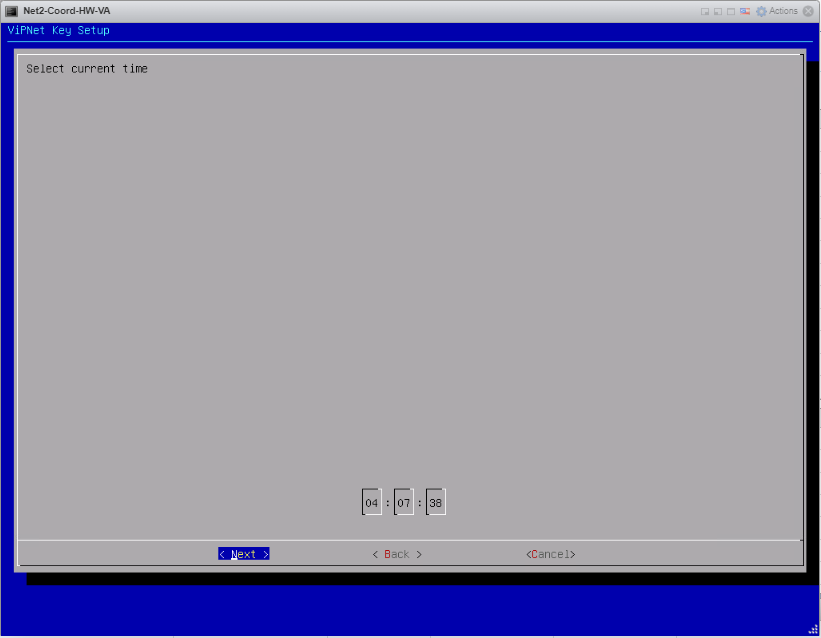 Net2-Coord-HW-VA Actions
ViPNet Key Setup
Select current time
04 : 07 : 38
< Next > < Back > <Cancel>